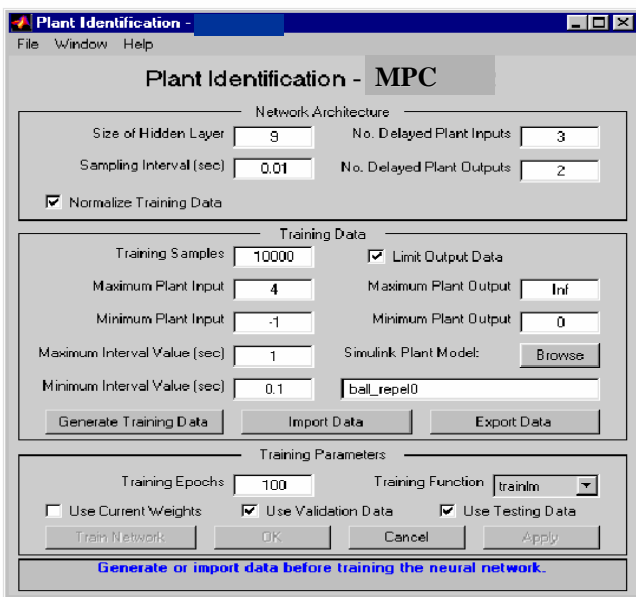 Plant Identification -
File Window Help
Plant Identification - MPC
Network Architecture
Size of Hidden Layer 9 No. Delayed Plant Inputs 3
Sampling Interval (sec) 0.01 No. Delayed Plant Outputs 2
Normalize Training Data
Training Data
Training Samples 10000 Limit Output Data
Maximum Plant Input 4 Maximum Plant Output Inf
Minimum Plant Input -1 Minimum Plant Output 0
Maximum Interval Value (sec) 1 Simulink Plant Model: Browse
Minimum Interval Value (sec) 0.1 ball_repel0
Generate Training Data Import Data Export Data
Training Parameters
Training Epochs 100 Training Function trainlm
Use Current Weights Use Validation Data Use Testing Data
Train Network OK Cancel Apply
Generate or import data before training the neural network.